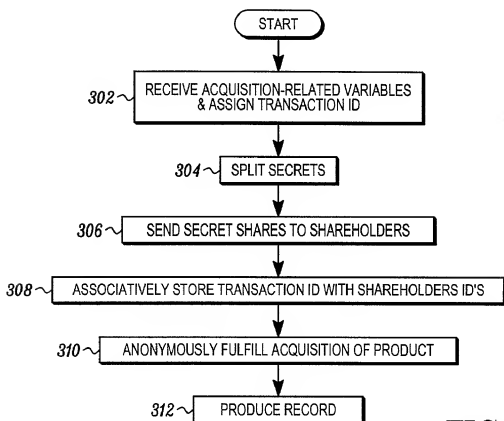 START
302
RECEIVE ACQUISITION-RELATED VARIABLES
& ASSIGN TRANSACTION ID
304
SPLIT SECRETS
306
SEND SECRET SHARES TO SHAREHOLDERS
308
ASSOCIATIVELY STORE TRANSACTION ID WITH SHAREHOLDERS ID'S
310
ANONYMOUSLY FULFILL ACQUISITION OF PRODUCT
312
PRODUCE RECORD